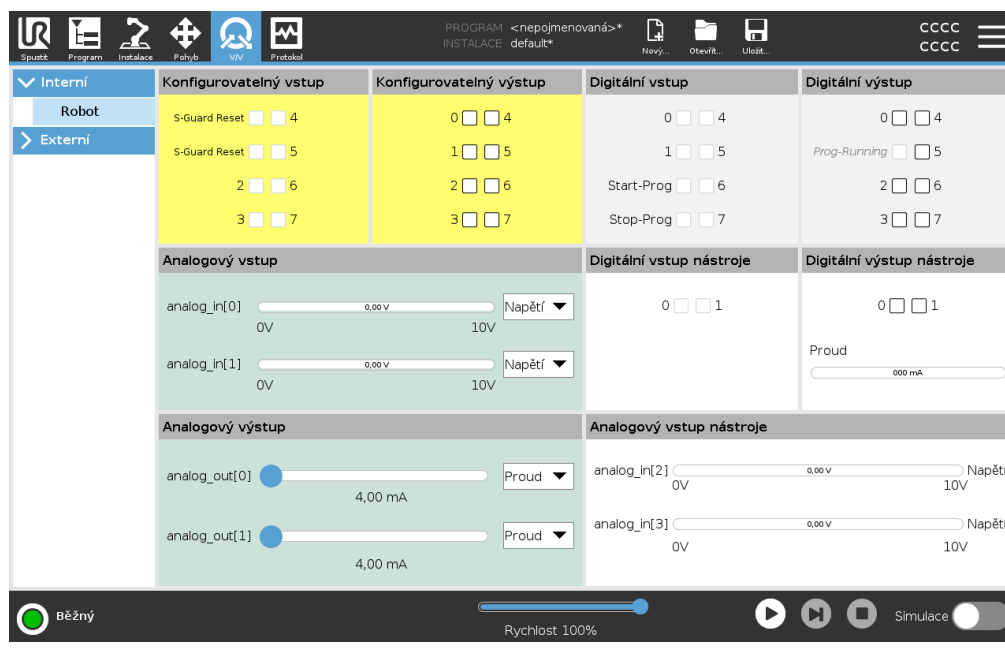 PROGRAM <nepojmenovaná>*
INSTALACE default*
CCCC
CCCC
Spustit Program Instalace Pohyb V/V Protokol Nový... Otevřít... Uložit...
Interní
Robot
Externí
Konfigurovatelný vstup
S-Guard Reset 4
S-Guard Reset 5
2 6
3 7
Konfigurovatelný výstup
0 4
1 5
2 6
3 7
Digitální vstup
0 4
1 5
Start-Prog 6
Stop-Prog 7
Digitální výstup
0 4
Prog-Running 5
2 6
3 7
Analogový vstup
analog_in[0] 0,00 V Napětí
0V 10V
analog_in[1] 0,00 V Napětí
0V 10V
Digitální vstup nástroje
0 1
Digitální výstup nástroje
0 1
Proud
000 mA
Analogový výstup
analog_out[0] Proud
4,00 mA
analog_out[1] Proud
4,00 mA
Analogový vstup nástroje
analog_in[2] 0,00 V Napětí
0V 10V
analog_in[3] 0,00 V Napětí
0V 10V
Běžný
Rychlost 100%
Simulace